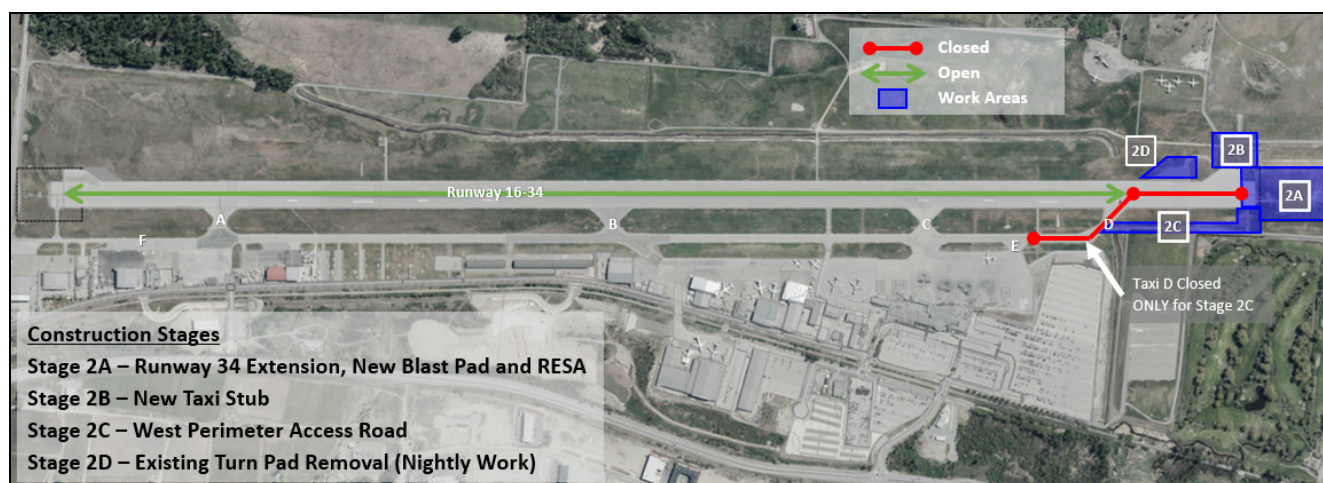 Closed
Open
Work Areas
2D
2B
Runway 16-34
2A
A
B
C
D
2C
F
E
Taxi D Closed
ONLY for Stage 2C
Construction Stages
Stage 2A – Runway 34 Extension, New Blast Pad and RESA
Stage 2B – New Taxi Stub
Stage 2C – West Perimeter Access Road
Stage 2D – Existing Turn Pad Removal (Nightly Work)